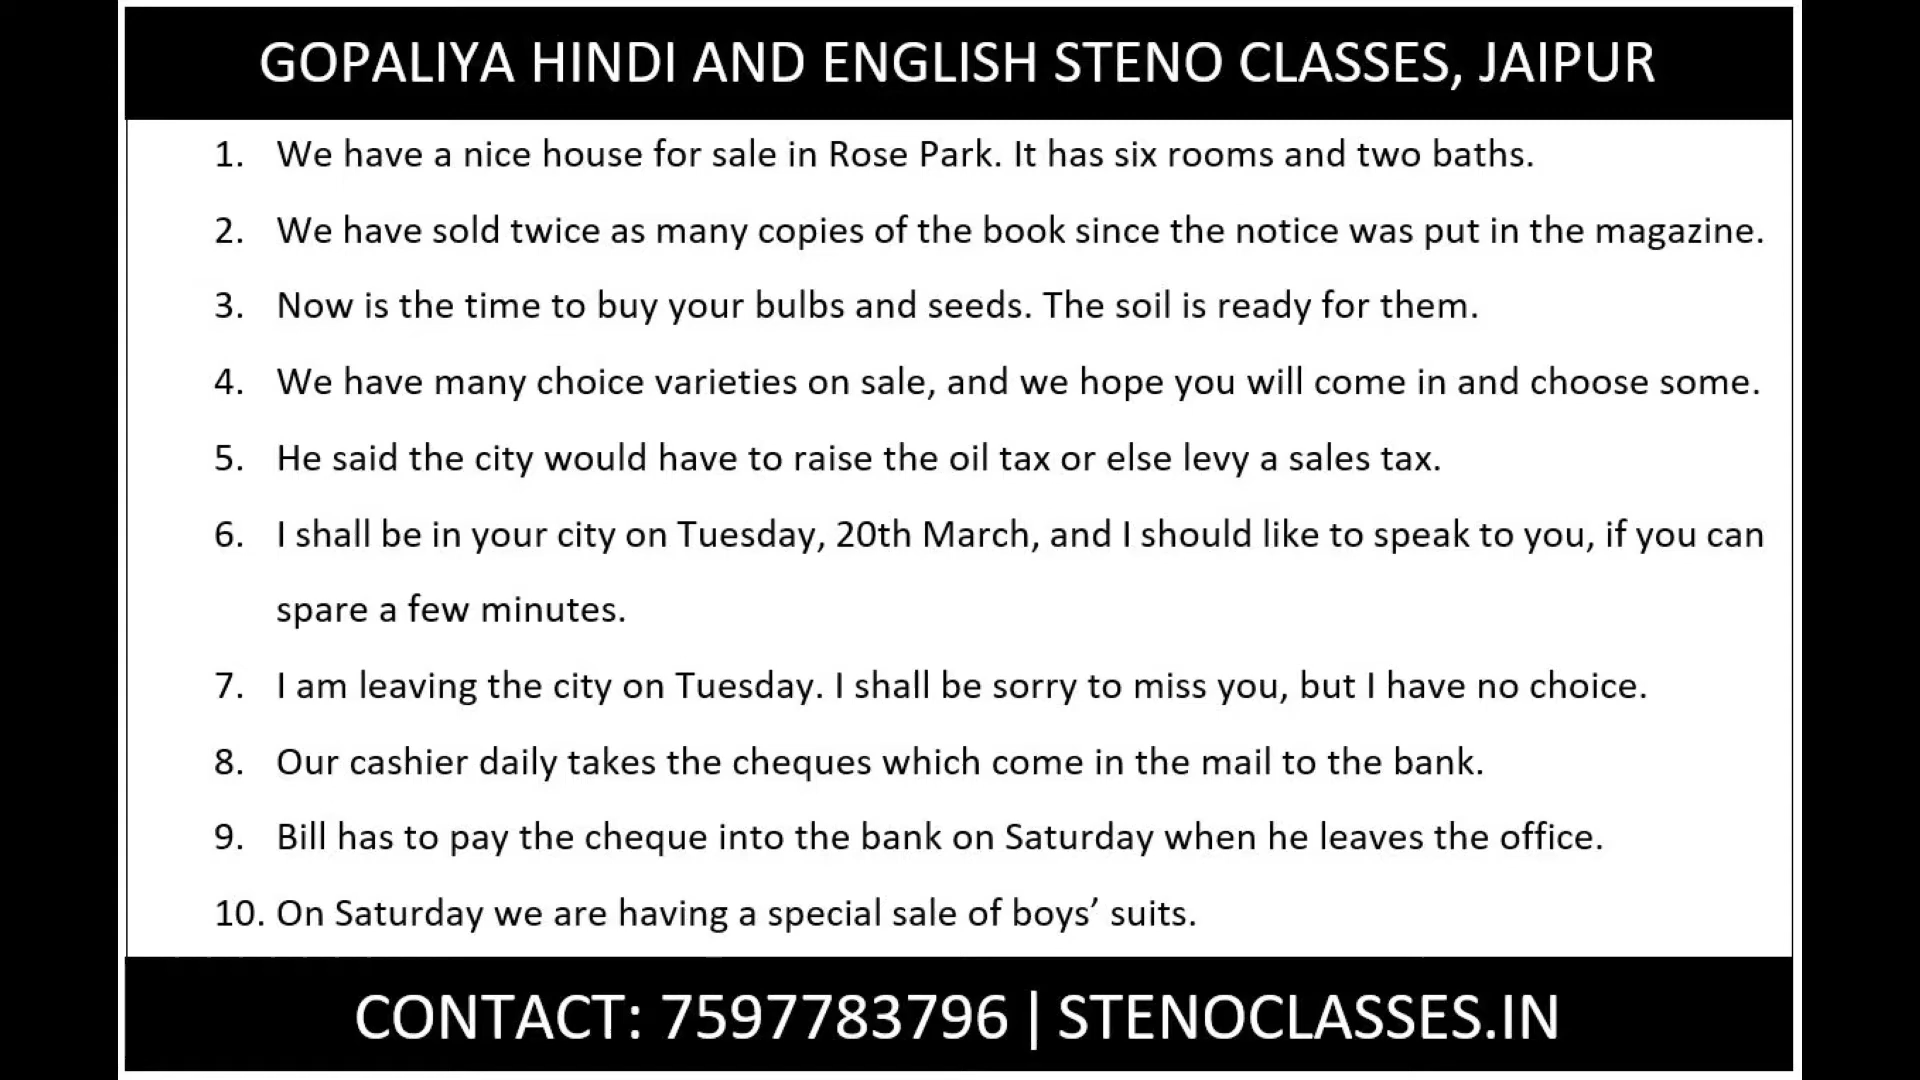 GOPALIYA HINDI AND ENGLISH STENO CLASSES, JAIPUR
1. We have a nice house for sale in Rose Park. It has six rooms and two baths.
2. We have sold twice as many copies of the book since the notice was put in the magazine.
3. Now is the time to buy your bulbs and seeds. The soil is ready for them.
4. We have many choice varieties on sale, and we hope you will come in and choose some.
5. He said the city would have to raise the oil tax or else levy a sales tax.
6. I shall be in your city on Tuesday, 20th March, and I should like to speak to you, if you can
spare a few minutes.
7. I am leaving the city on Tuesday. I shall be sorry to miss you, but I have no choice.
8. Our cashier daily takes the cheques which come in the mail to the bank.
9. Bill has to pay the cheque into the bank on Saturday when he leaves the office.
10. On Saturday we are having a special sale of boys’ suits.
CONTACT: 7597783796 | STENOCLASSES.IN